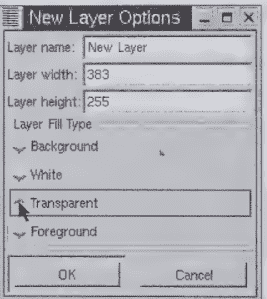 New Layer Options
Layer name: New Layer
Layer width: 383
Layer height: 255
Layer Fill Type
Background
White
Transparent
Foreground
OK Cancel